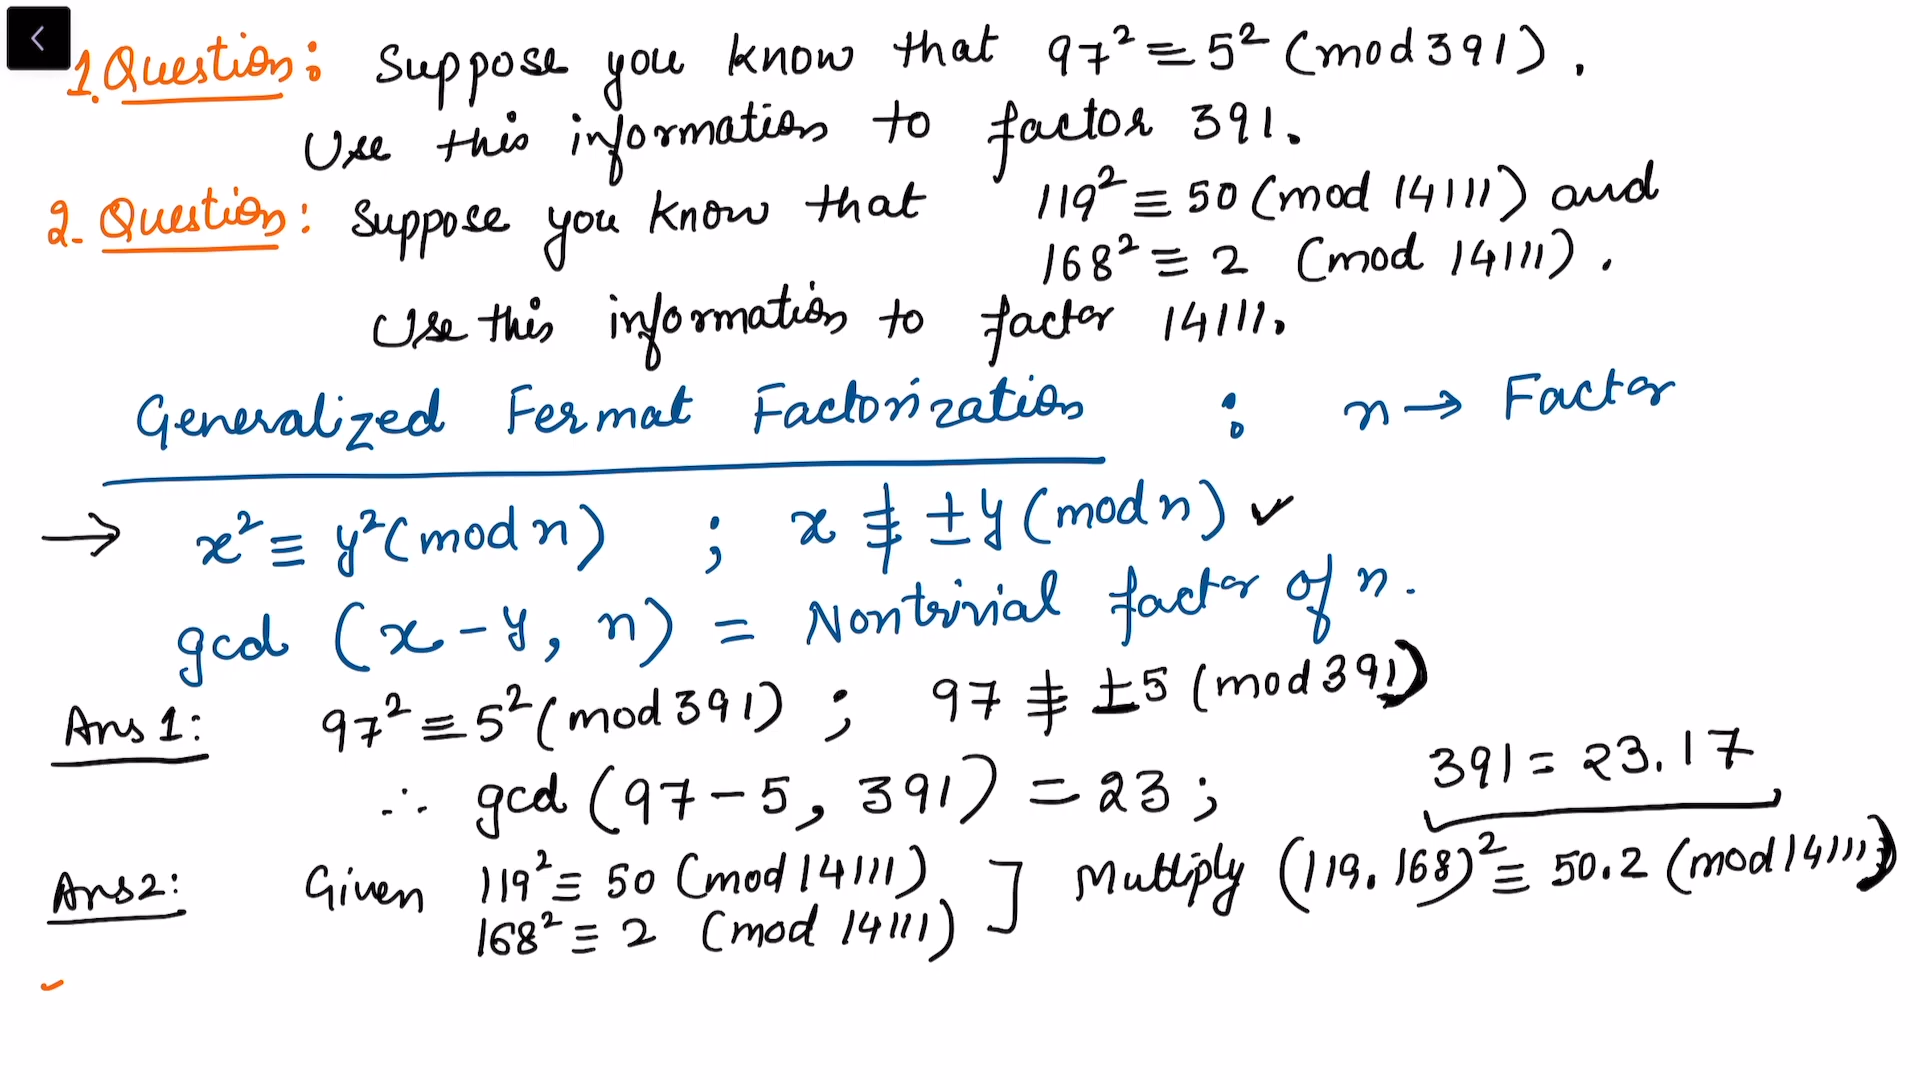 1. Question: Suppose you know that 97² ≡ 5² (mod 391).
Use this information to factor 391.
2. Question: Suppose you know that 119² ≡ 50 (mod 14111) and
168² ≡ 2 (mod 14111).
Use this information to factor 14111.
Generalized Fermat Factorization : n → Factor
→ x² ≡ y² (mod n) ; x ≢ ±y (mod n) ✓
gcd (x - y, n) = Nontrivial factor of n.
Ans 1: 97² ≡ 5² (mod 391) ; 97 ≢ ±5 (mod 391)
∴ gcd (97 - 5, 391) = 23 ; 391 = 23.17
Ans 2: Given 119² ≡ 50 (mod 14111) ] Multiply (119.168)² ≡ 50.2 (mod 14111)
168² ≡ 2 (mod 14111)